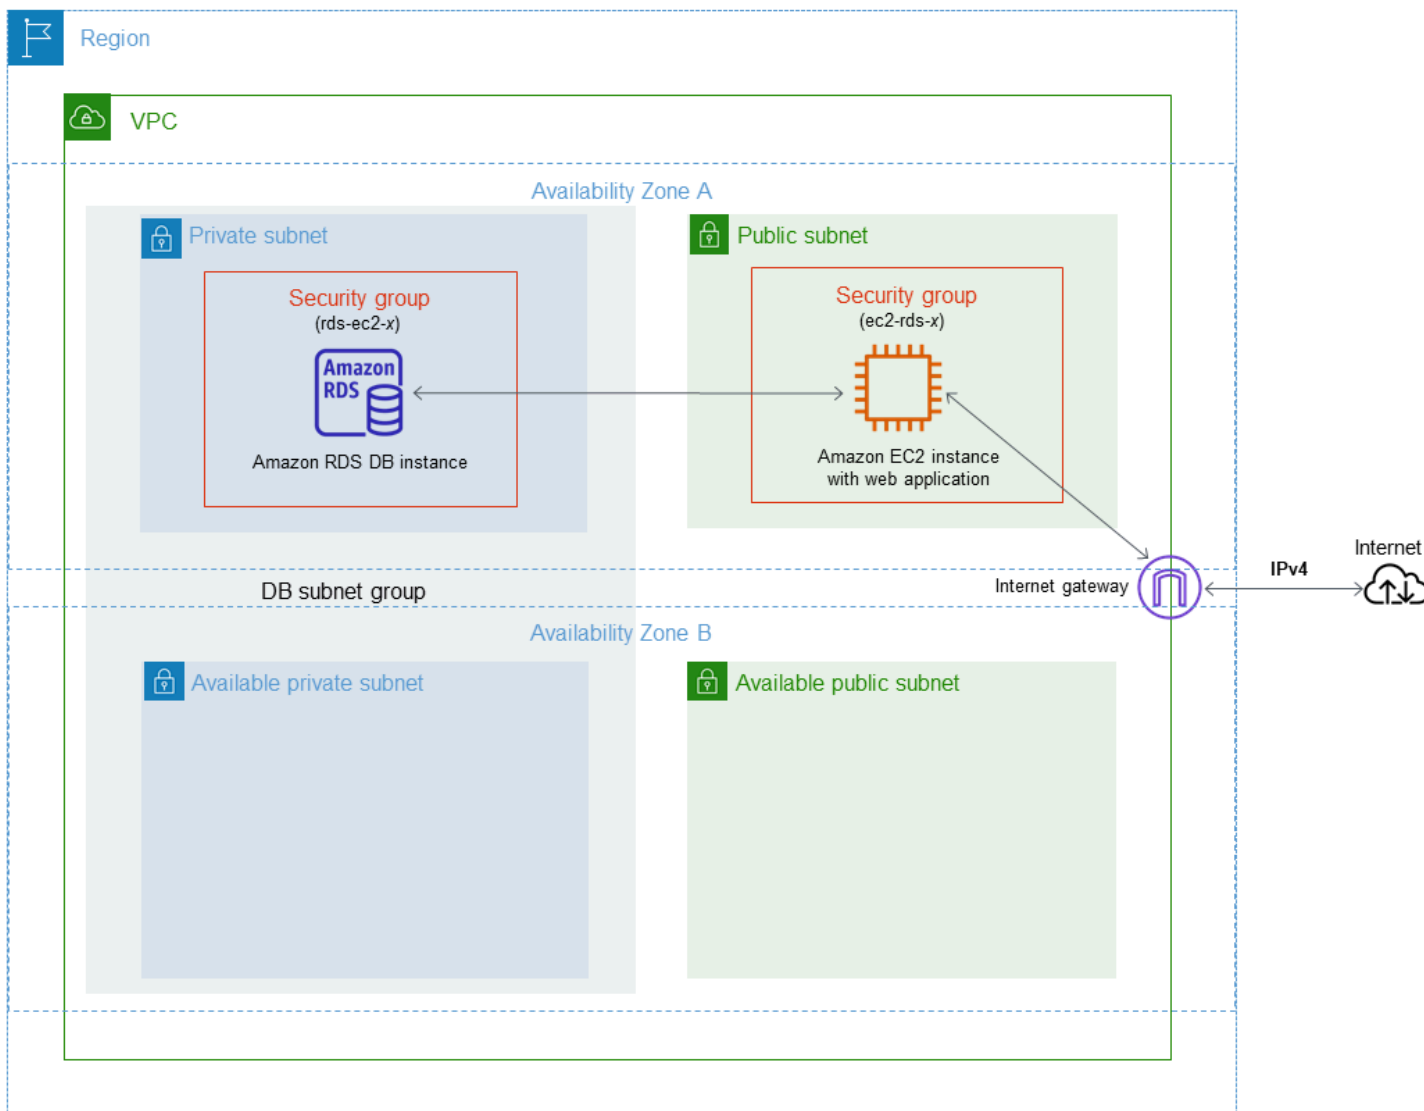 Region
VPC
Availability Zone A
Private subnet
Public subnet
Security group
(rds-ec2-x)
Security group
(ec2-rds-x)
Amazon
RDS
Amazon RDS DB instance
Amazon EC2 instance
with web application
Internet
IPv4
Internet gateway
DB subnet group
Availability Zone B
Available private subnet
Available public subnet